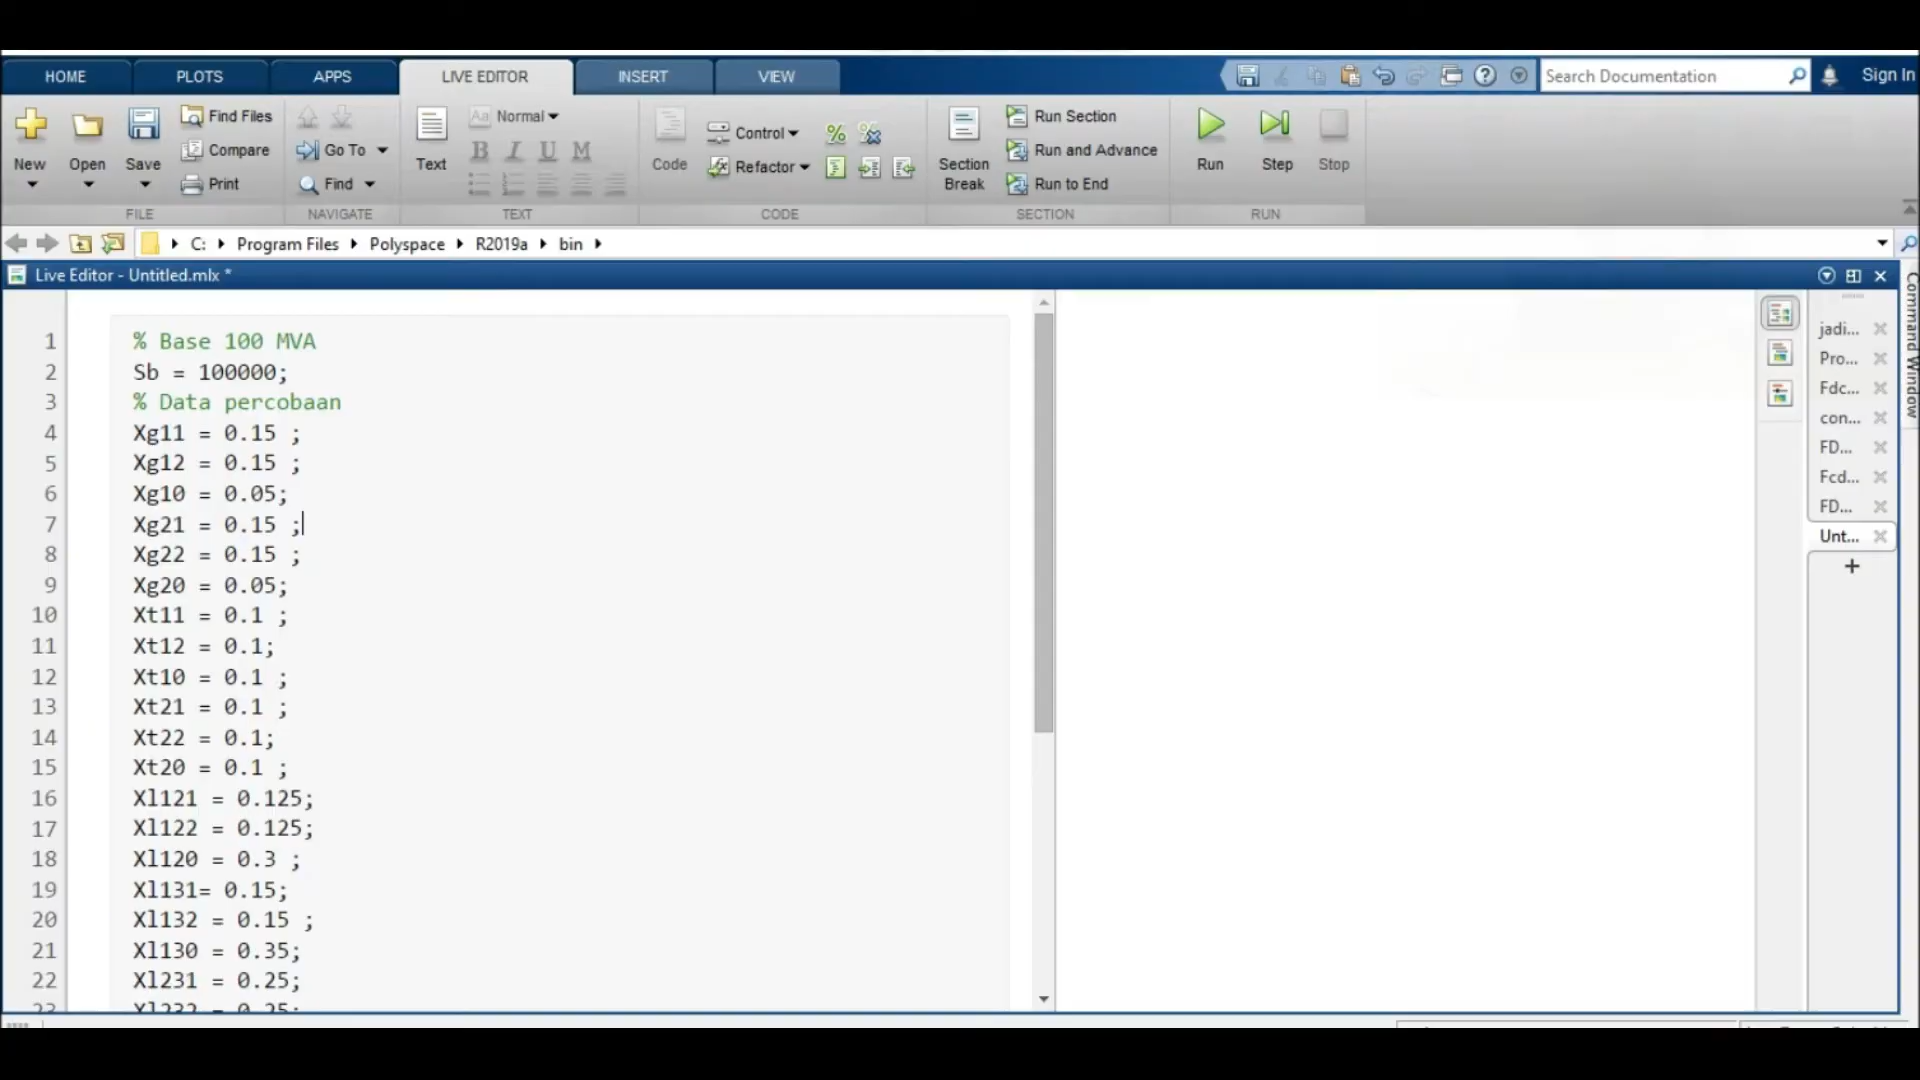 HOME PLOTS APPS LIVE EDITOR INSERT VIEW Search Documentation Sign In
Find Files Normal Control Run Section
New Open Save Compare Go To Text B I U M Code Refactor Section Break Run and Advance Run Step Stop
Print Find Run to End
FILE NAVIGATE TEXT CODE SECTION RUN
C: Program Files Polyspace R2019a bin
Live Editor - Untitled.mlx *
Command Window
1 % Base 100 MVA
2 Sb = 100000;
3 % Data percobaan
4 Xg11 = 0.15 ;
5 Xg12 = 0.15 ;
6 Xg10 = 0.05;
7 Xg21 = 0.15 ;
8 Xg22 = 0.15 ;
9 Xg20 = 0.05;
10 Xt11 = 0.1 ;
11 Xt12 = 0.1;
12 Xt10 = 0.1 ;
13 Xt21 = 0.1 ;
14 Xt22 = 0.1;
15 Xt20 = 0.1 ;
16 Xl121 = 0.125;
17 Xl122 = 0.125;
18 Xl120 = 0.3 ;
19 Xl131= 0.15;
20 Xl132 = 0.15 ;
21 Xl130 = 0.35;
22 Xl231 = 0.25;
23 Xl232 = 0.25;
jadi...
Pro...
Fdc...
con...
FD...
Fcd...
FD...
Unt...
+